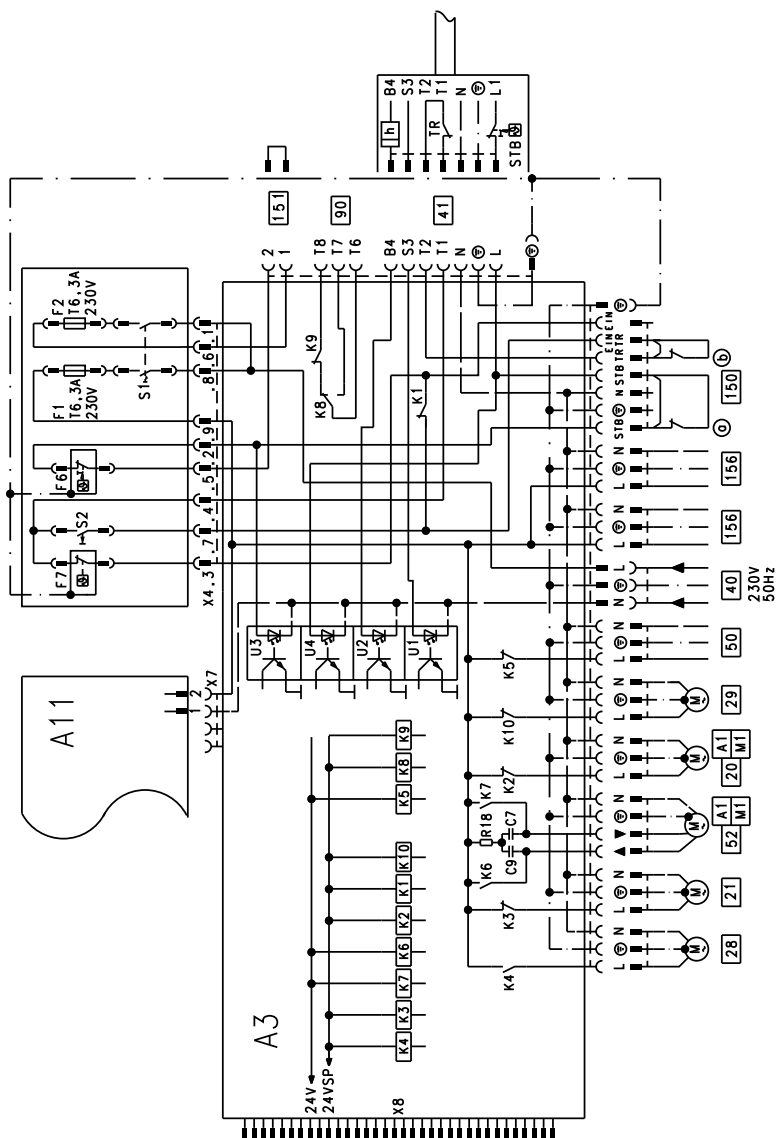 B4
S3
T2
T1
N
L1
h
TR
STB
151
90
41
2
1
T8
T7
T6
B4
S3
T2
T1
N
L
F2
T6,3A
230V
F1
T6,3A
230V
S1
F6
S2
F7
X4.3
.7
.4
.5
.2
.9
.8
.6
.1
K9
K8
K1
A11
X7
1
2
U3
U4
U2
U1
A3
24V
24VSP
K4
K3
K7
K6
K2
K1
K10
K5
K8
K9
X8
K4
K3
K6
C9
C7
R18
K7
K2
K10
K5
L
N
L
N
N
L
N
L
N
L
N
N
L
L
N
L
N
STB
N
STB
TR
TR
EIN
EIN
M
M
M
M
M
28
21
52
A1
M1
20
A1
M1
29
50
40
230V
50Hz
156
156
150
a
b